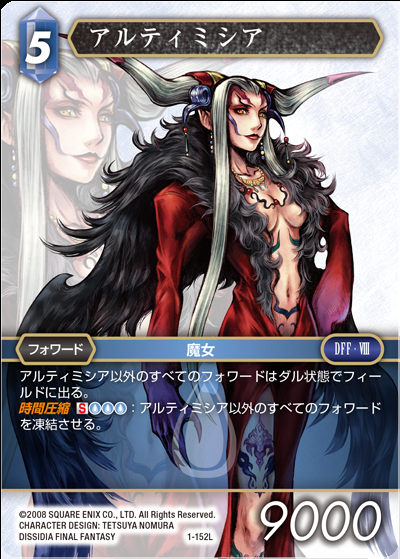 5
アルティミシア
フォワード
魔女
DFF・VIII
アルティミシア以外のすべてのフォワードはダル状態でフィー
ルドに出る。
時間圧縮 S：アルティミシア以外のすべてのフォワード
を凍結させる。
©2008 SQUARE ENIX CO., LTD. All Rights Reserved.
CHARACTER DESIGN: TETSUYA NOMURA
DISSIDIA FINAL FANTASY
1-152L
9000